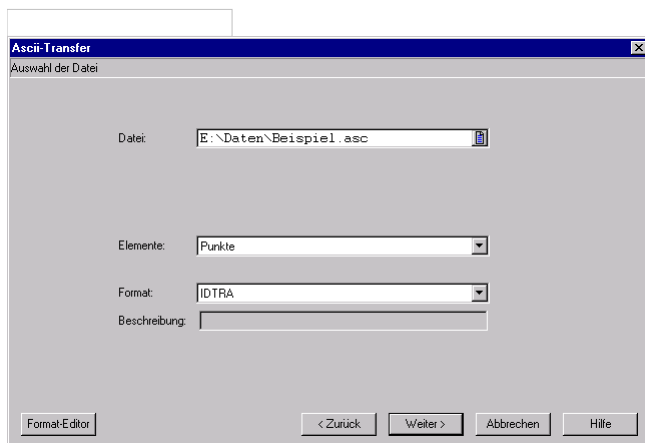 Ascii-Transfer
Auswahl der Datei
Datei: E:\Daten\Beispiel.asc
Elemente: Punkte
Format: IDTRA
Beschreibung:
Format-Editor < Zurück Weiter > Abbrechen Hilfe